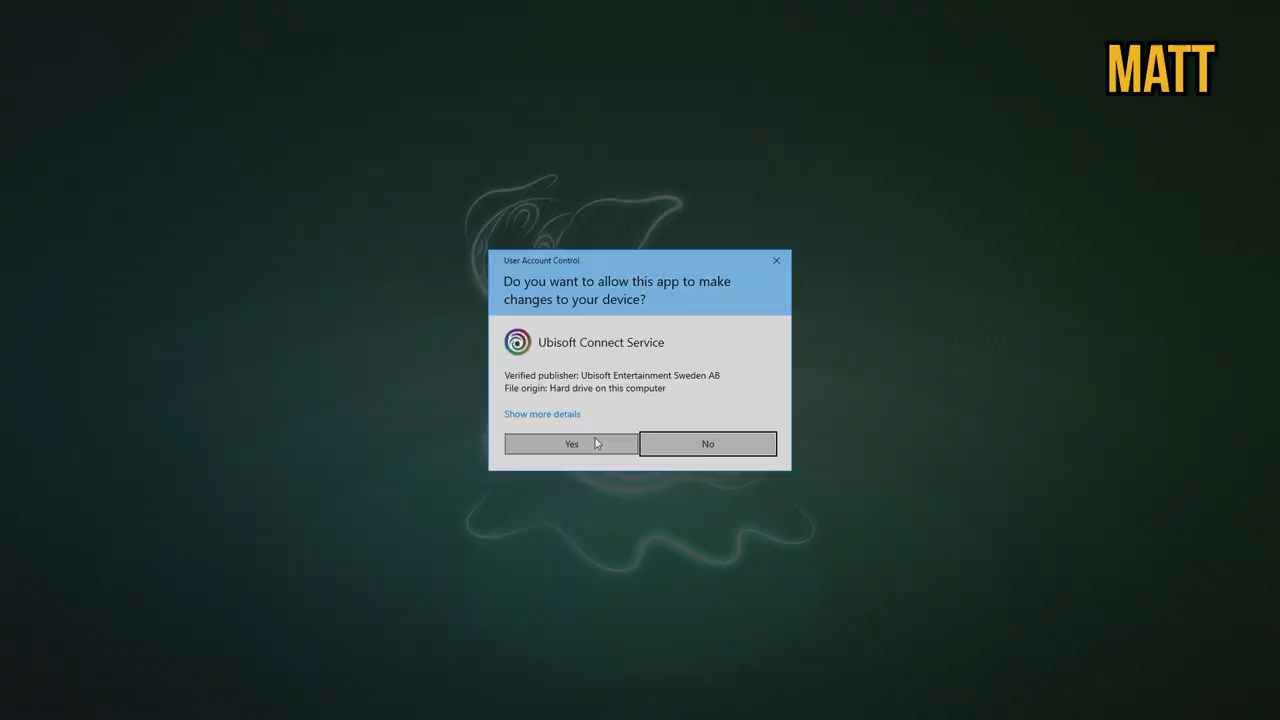 MATT
User Account Control
Do you want to allow this app to make
changes to your device?
Ubisoft Connect Service
Verified publisher: Ubisoft Entertainment Sweden AB
File origin: Hard drive on this computer
Show more details
Yes
No